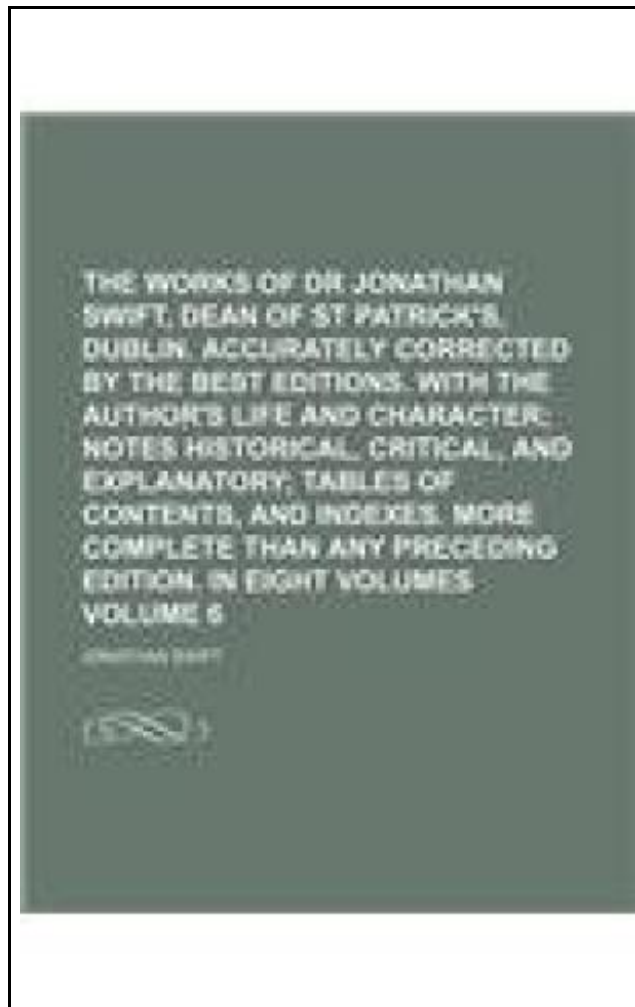 THE WORKS OF DR JONATHAN
SWIFT, DEAN OF ST PATRICK'S,
DUBLIN. ACCURATELY CORRECTED
BY THE BEST EDITIONS. WITH THE
AUTHOR'S LIFE AND CHARACTER;
NOTES HISTORICAL, CRITICAL, AND
EXPLANATORY; TABLES OF
CONTENTS, AND INDEXES. MORE
COMPLETE THAN ANY PRECEDING
EDITION. IN EIGHT VOLUMES
VOLUME 6
JONATHAN SWIFT